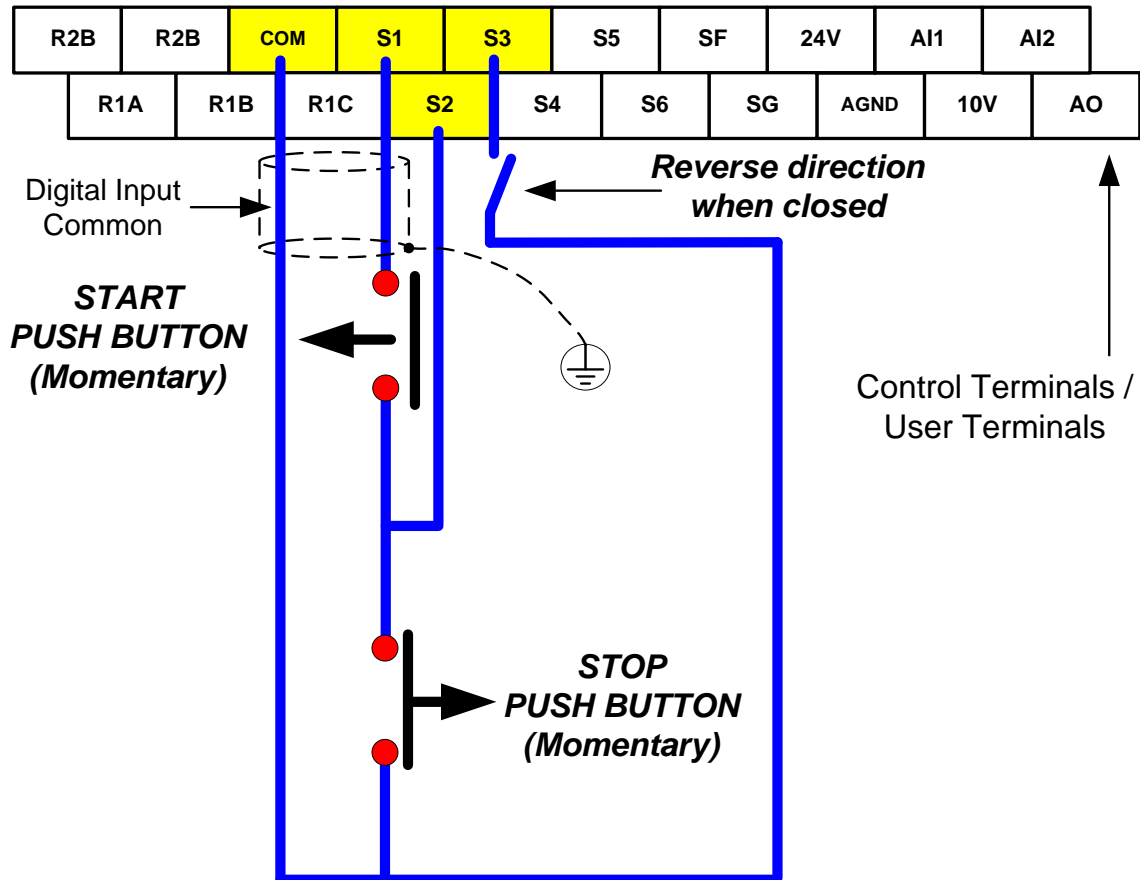 R2B R2B COM S1 S3 S5 SF 24V AI1 AI2
R1A R1B R1C S2 S4 S6 SG AGND 10V AO
Digital Input
Common
Reverse direction
when closed
START
PUSH BUTTON
(Momentary)
Control Terminals /
User Terminals
STOP
PUSH BUTTON
(Momentary)